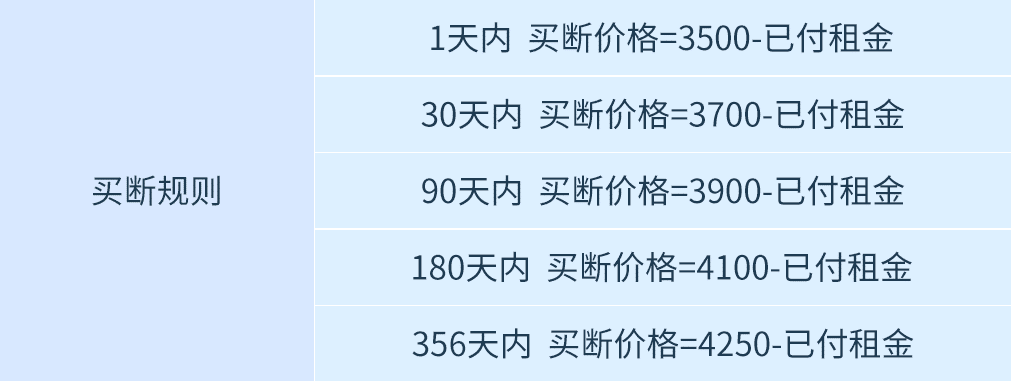 买断规则
1天内 买断价格=3500-已付租金
30天内 买断价格=3700-已付租金
90天内 买断价格=3900-已付租金
180天内 买断价格=4100-已付租金
356天内 买断价格=4250-已付租金